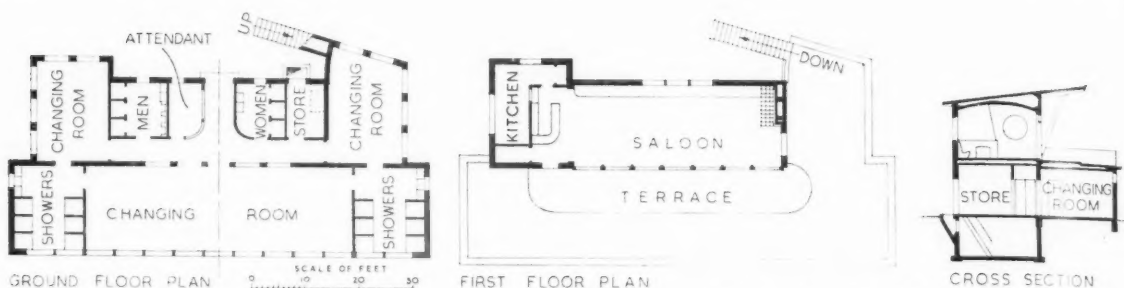 ATTENDANT
UP
CHANGING
ROOM
MEN
WOMEN
STORE
CHANGING
ROOM
SHOWERS
CHANGING ROOM
SHOWERS
GROUND FLOOR PLAN
SCALE OF FEET
0 10 20 30
KITCHEN
DOWN
SALOON
TERRACE
FIRST FLOOR PLAN
STORE
CHANGING
ROOM
CROSS SECTION